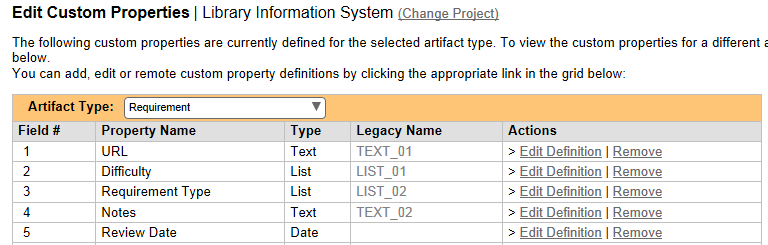 Edit Custom Properties | Library Information System (Change Project)
The following custom properties are currently defined for the selected artifact type. To view the custom properties for a different a
below.
You can add, edit or remote custom property definitions by clicking the appropriate link in the grid below:
Artifact Type: Requirement
Field # Property Name Type Legacy Name Actions
1 URL Text TEXT_01 > Edit Definition | Remove
2 Difficulty List LIST_01 > Edit Definition | Remove
3 Requirement Type List LIST_02 > Edit Definition | Remove
4 Notes Text TEXT_02 > Edit Definition | Remove
5 Review Date Date > Edit Definition | Remove